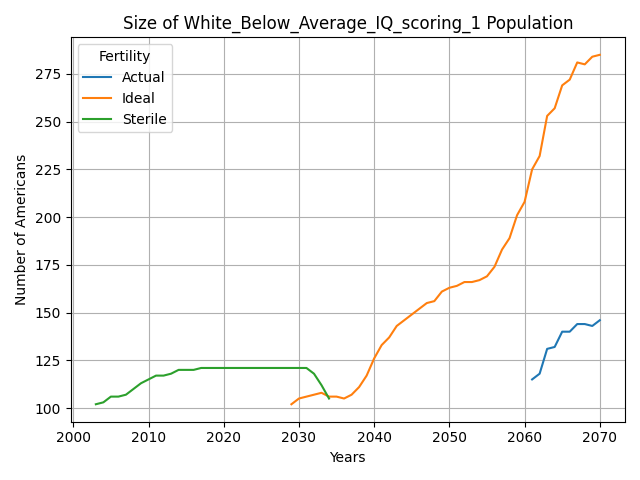 Size of White_Below_Average_IQ_scoring_1 Population
Fertility
Actual
Ideal
Sterile
Number of Americans
275
250
225
200
175
150
125
100
2000 2010 2020 2030 2040 2050 2060 2070
Years